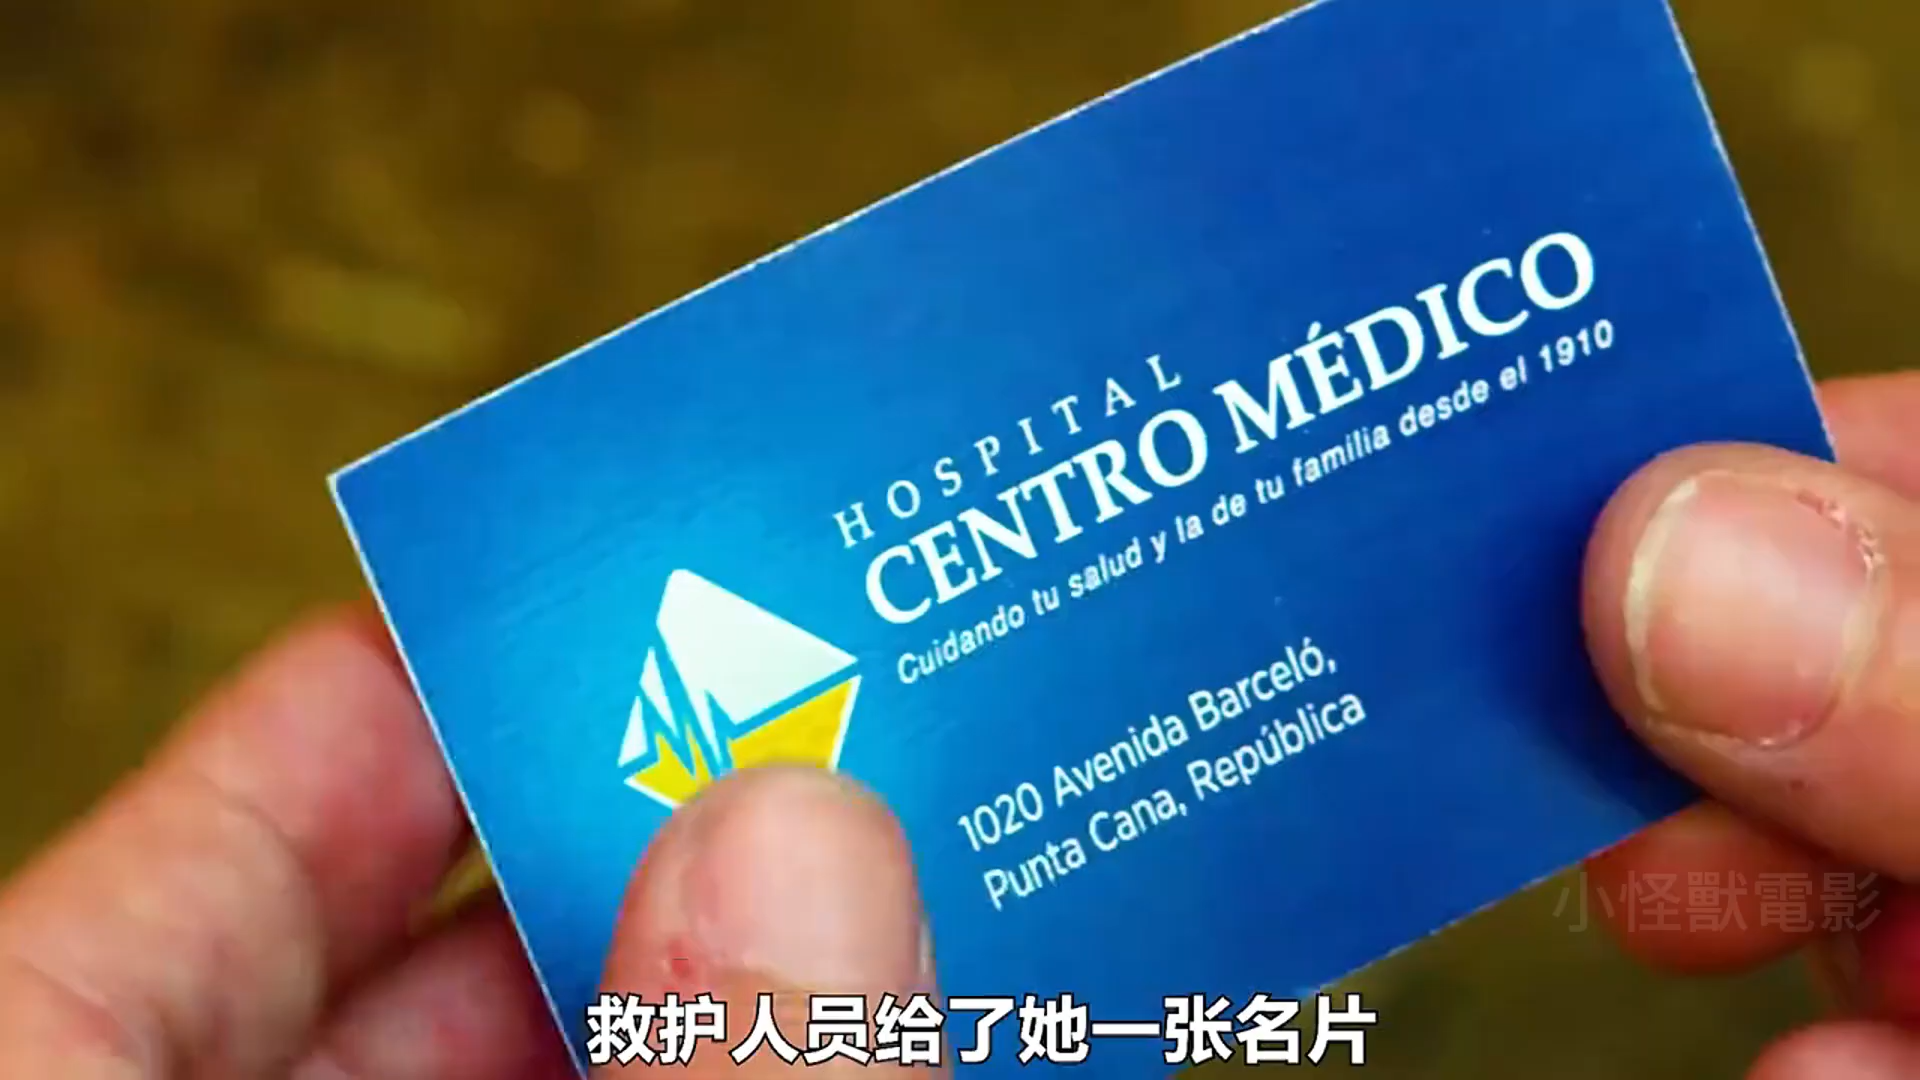 HOSPITAL
CENTRO MÉDICO
Cuidando tu salud y la de tu familia desde el 1910
1020 Avenida Barceló,
Punta Cana, República
小怪獸電影
救护人员给了她一张名片